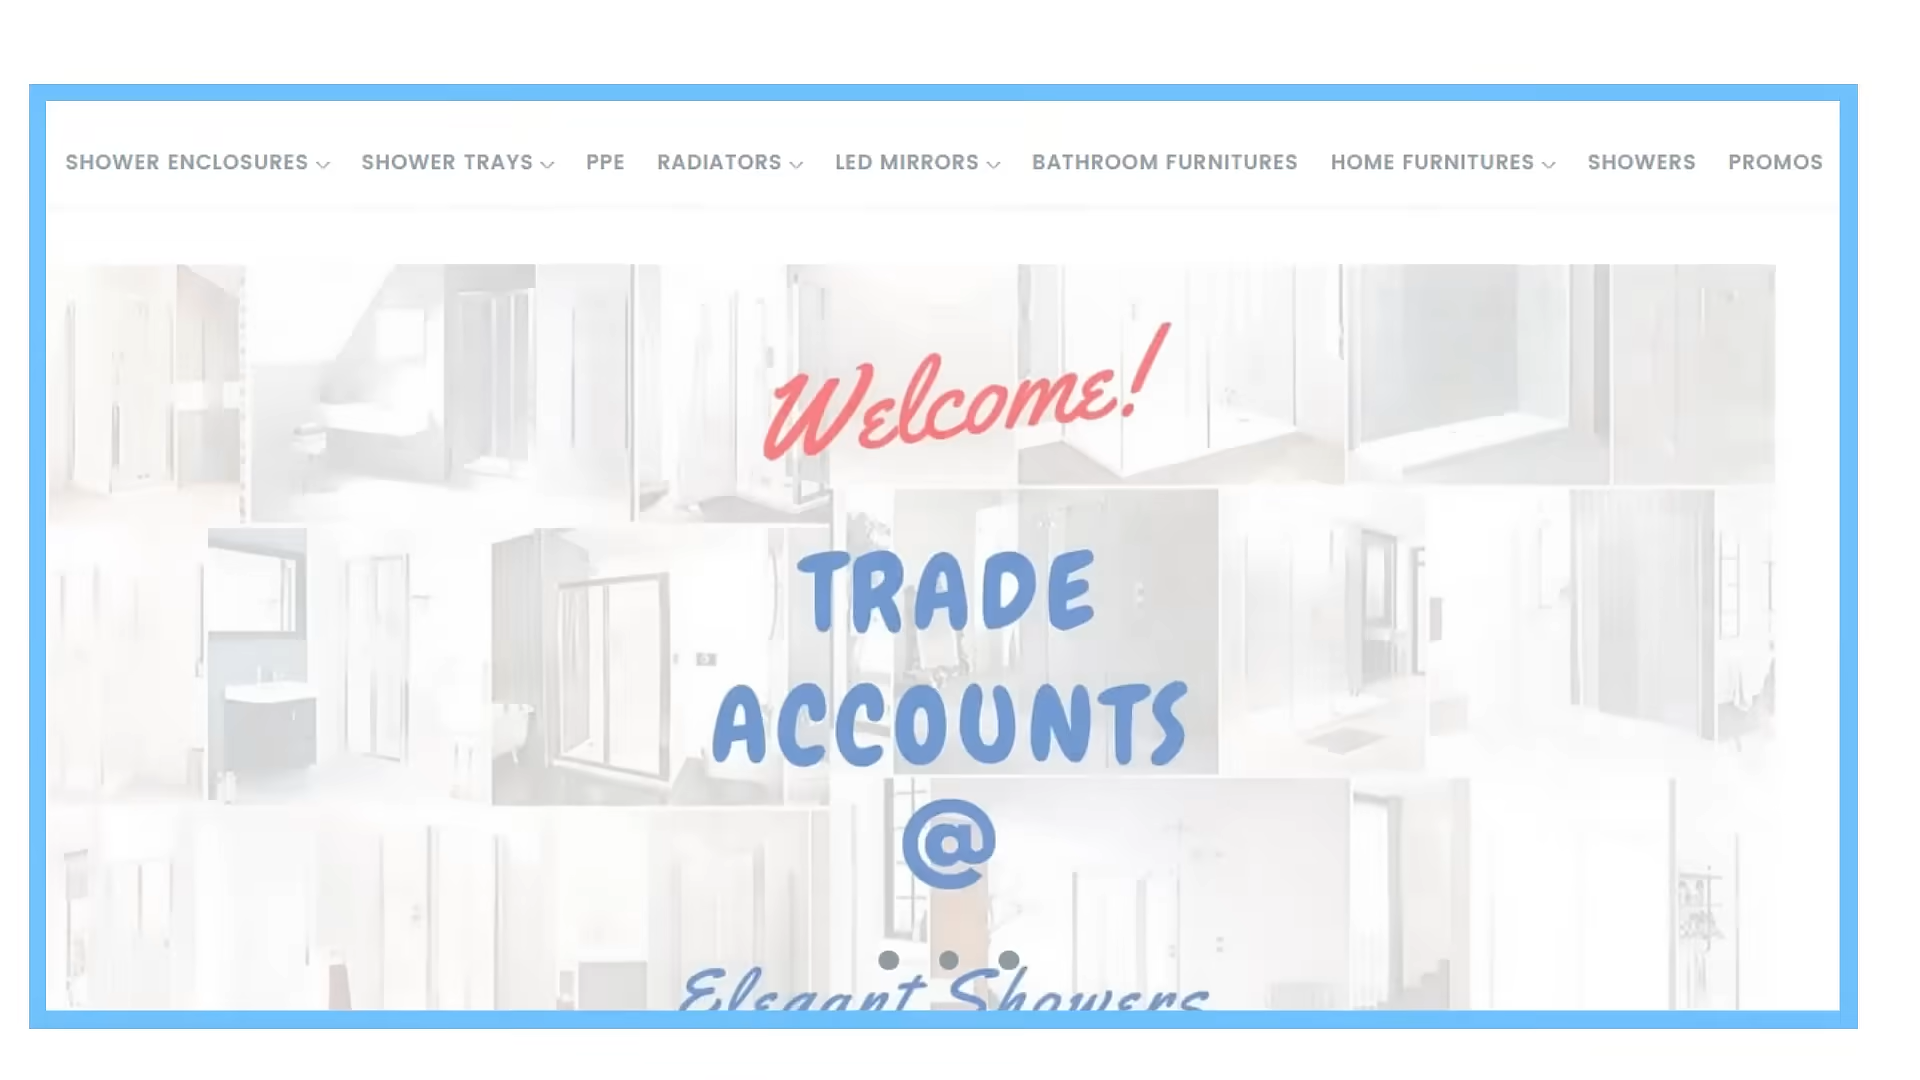 SHOWER ENCLOSURES SHOWER TRAYS PPE RADIATORS LED MIRRORS BATHROOM FURNITURES HOME FURNITURES SHOWERS PROMOS
Welcome!
TRADE
ACCOUNTS
@
Elegant Showers